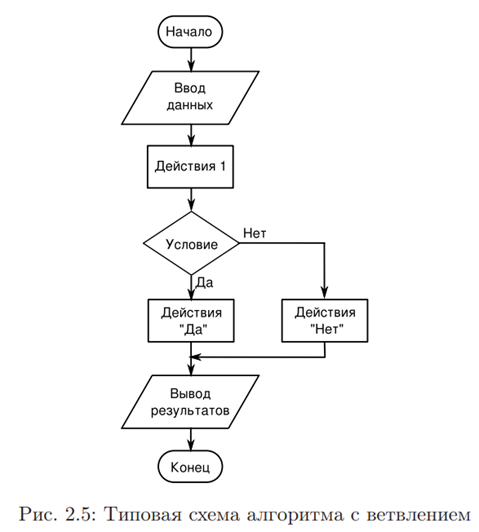 Начало
Ввод
данных
Действия 1
Условие
Нет
Да
Действия
"Да"
Действия
"Нет"
Вывод
результатов
Конец
Рис. 2.5: Типовая схема алгоритма с ветвлением